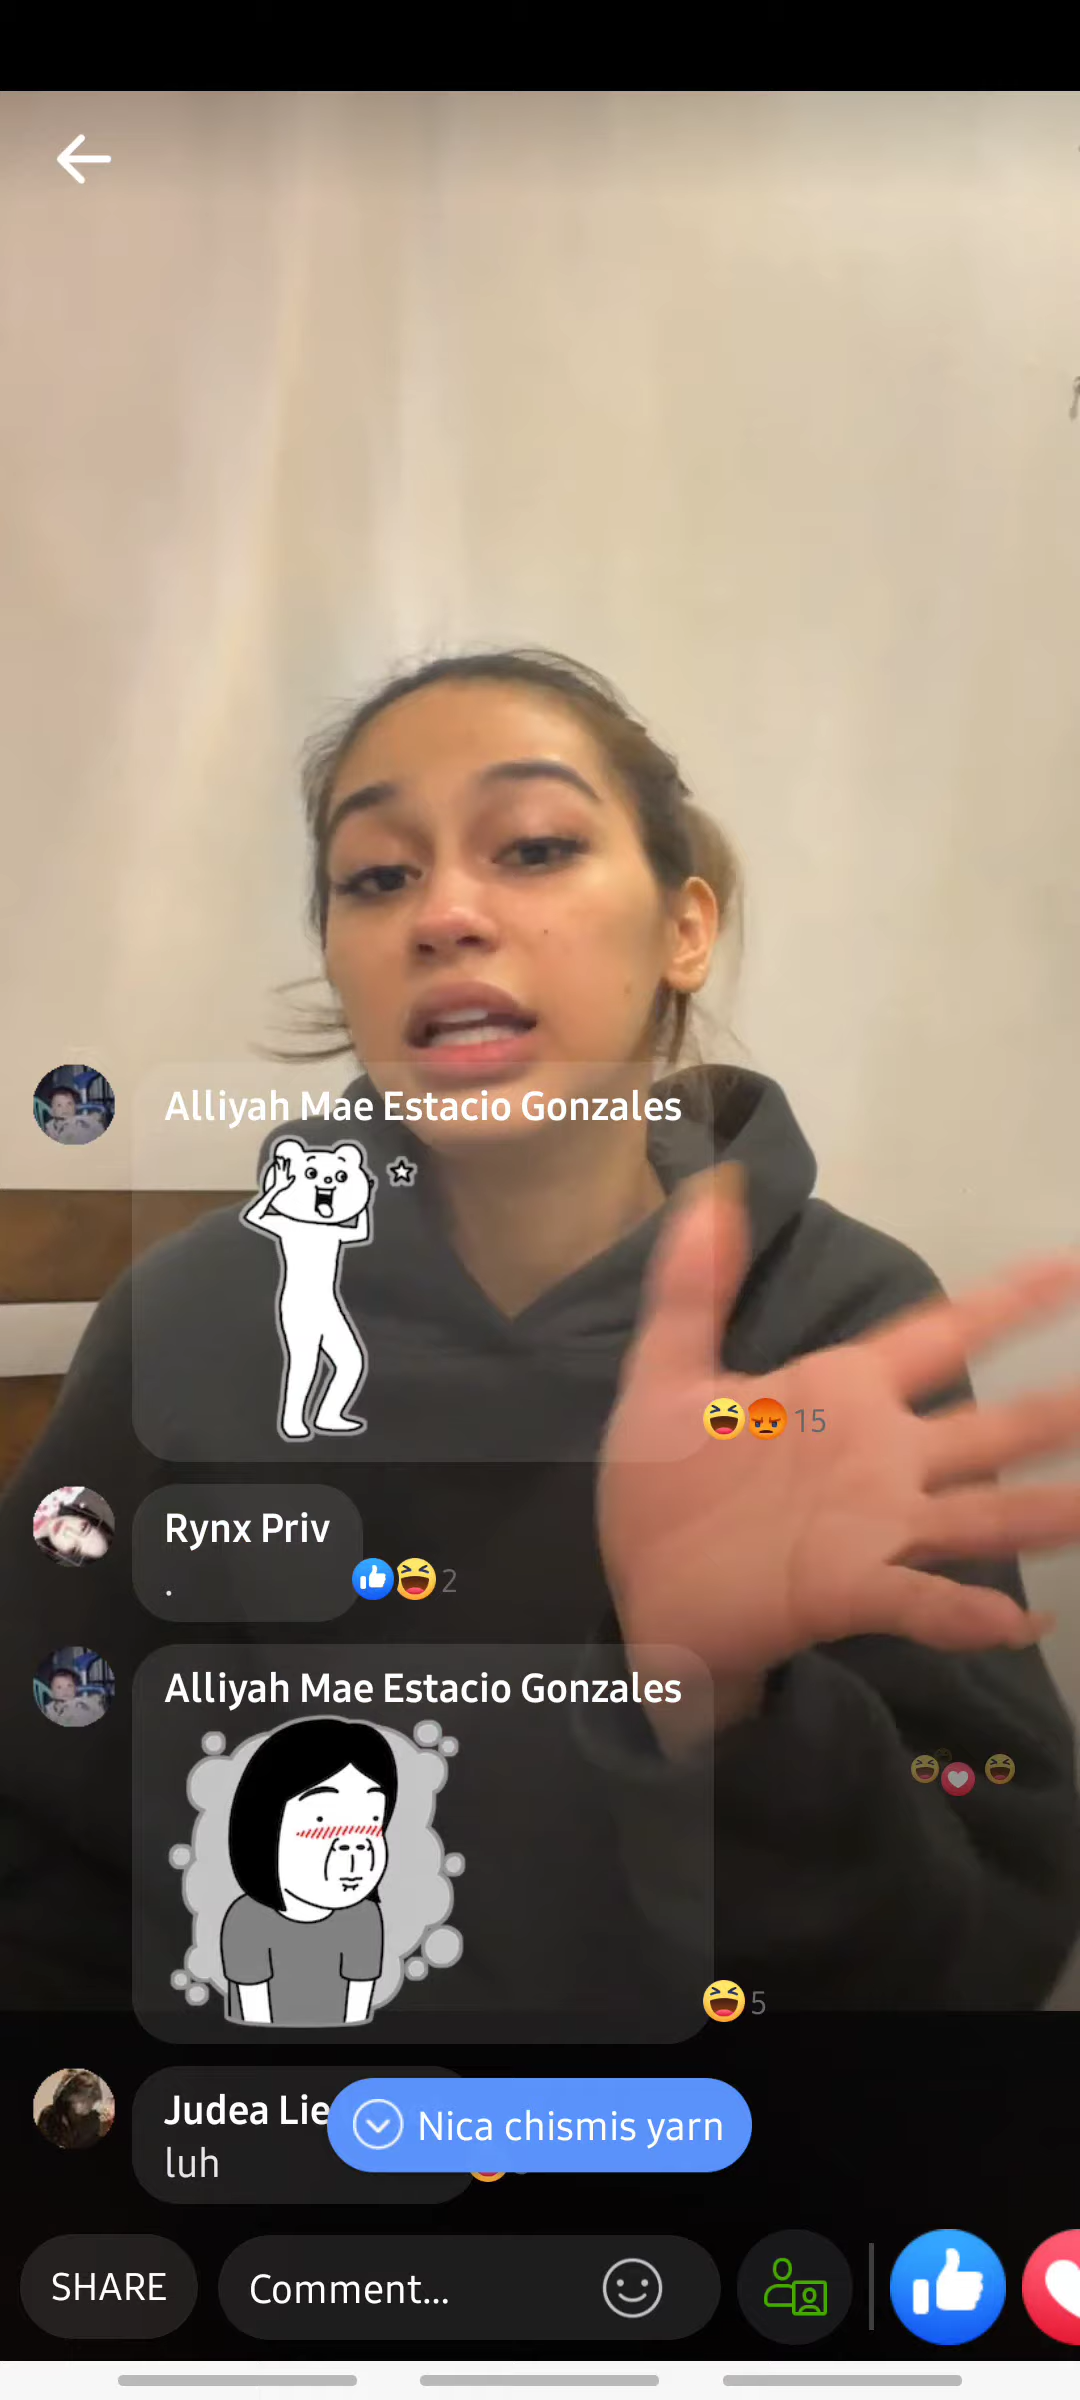 Alliyah Mae Estacio Gonzales
15
Rynx Priv
.
2
Alliyah Mae Estacio Gonzales
5
Judea Lie
luh
Nica chismis yarn
SHARE
Comment...